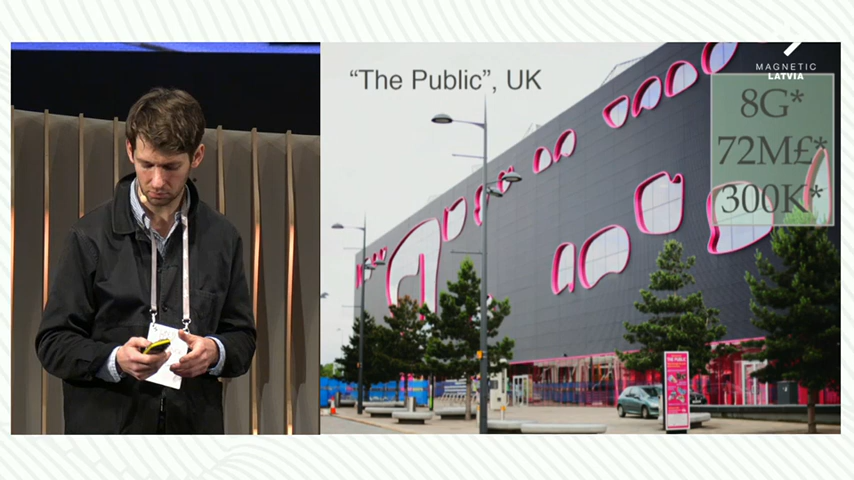 "The Public", UK
MAGNETIC
LATVIA
8G*
72M£*
300K*
THE PUBLIC